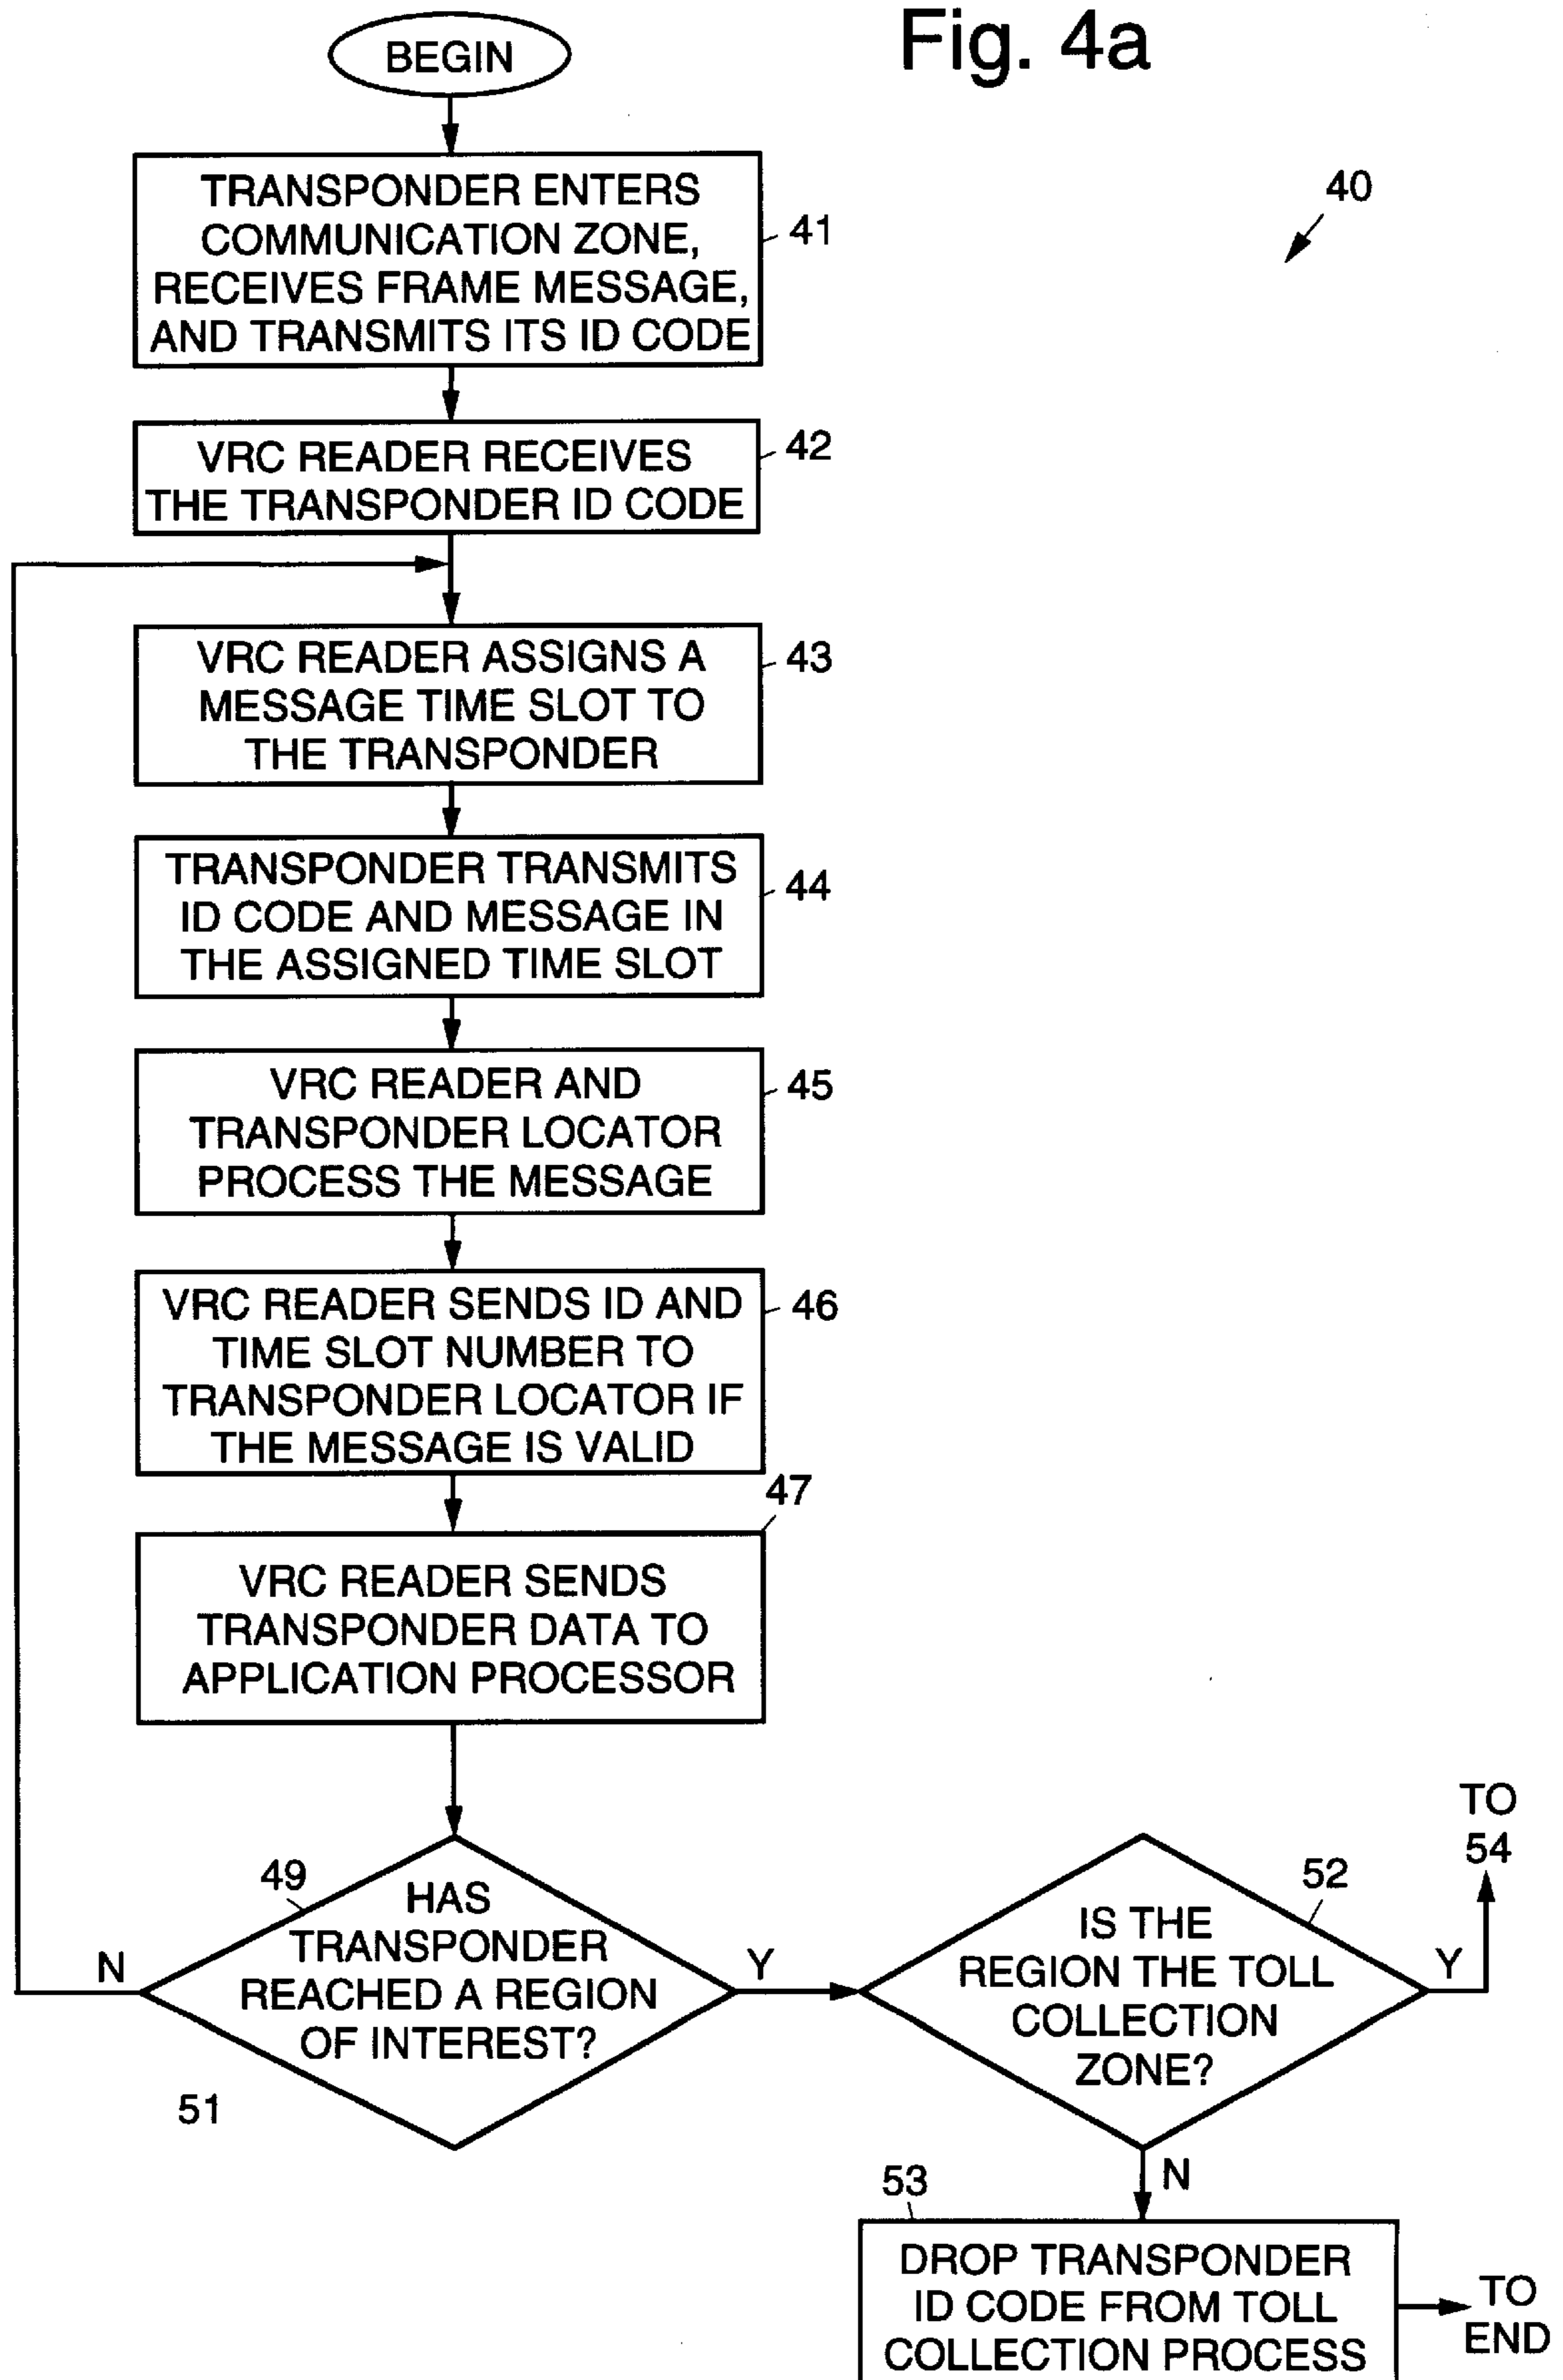 Fig. 4a
BEGIN
40
TRANSPONDER ENTERS
COMMUNICATION ZONE,
RECEIVES FRAME MESSAGE,
AND TRANSMITS ITS ID CODE
41
VRC READER RECEIVES
THE TRANSPONDER ID CODE
42
VRC READER ASSIGNS A
MESSAGE TIME SLOT TO
THE TRANSPONDER
43
TRANSPONDER TRANSMITS
ID CODE AND MESSAGE IN
THE ASSIGNED TIME SLOT
44
VRC READER AND
TRANSPONDER LOCATOR
PROCESS THE MESSAGE
45
VRC READER SENDS ID AND
TIME SLOT NUMBER TO
TRANSPONDER LOCATOR IF
THE MESSAGE IS VALID
46
47
VRC READER SENDS
TRANSPONDER DATA TO
APPLICATION PROCESSOR
49
HAS
TRANSPONDER
REACHED A REGION
OF INTEREST?
N
Y
51
52
IS THE
REGION THE TOLL
COLLECTION
ZONE?
Y
TO
54
N
53
DROP TRANSPONDER
ID CODE FROM TOLL
COLLECTION PROCESS
TO
END